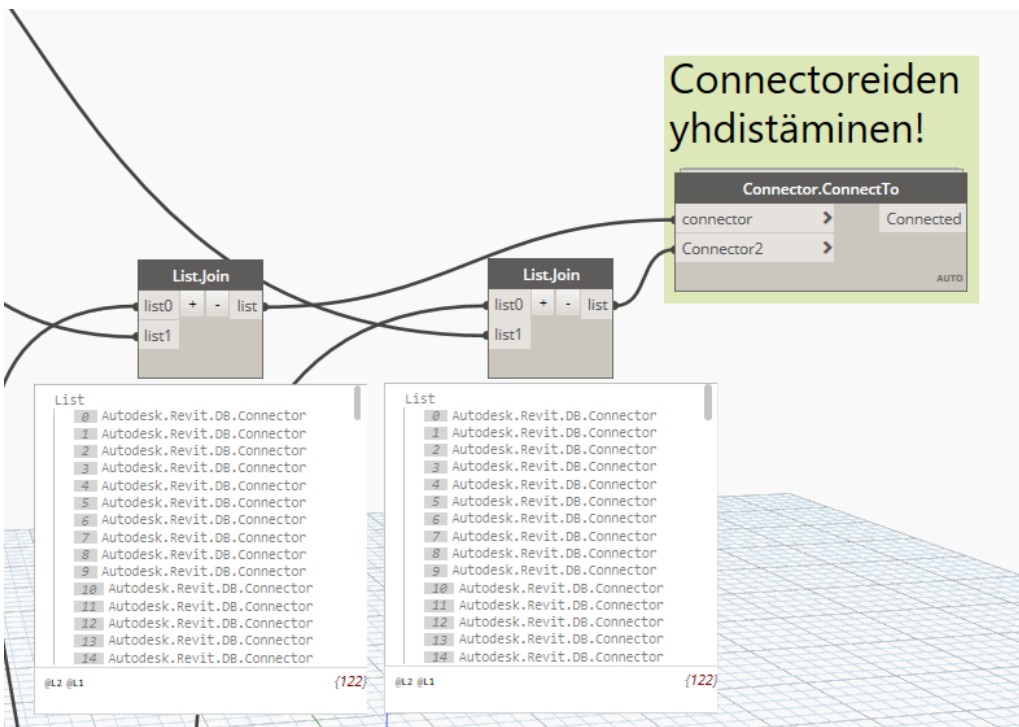 Connectoreiden
yhdistäminen!
Connector.ConnectTo
connector > Connected
Connector2 >
AUTO
List.Join
list0 + - list
list1
List.Join
list0 + - list
list1
List
0 Autodesk.Revit.DB.Connector
1 Autodesk.Revit.DB.Connector
2 Autodesk.Revit.DB.Connector
3 Autodesk.Revit.DB.Connector
4 Autodesk.Revit.DB.Connector
5 Autodesk.Revit.DB.Connector
6 Autodesk.Revit.DB.Connector
7 Autodesk.Revit.DB.Connector
8 Autodesk.Revit.DB.Connector
9 Autodesk.Revit.DB.Connector
10 Autodesk.Revit.DB.Connector
11 Autodesk.Revit.DB.Connector
12 Autodesk.Revit.DB.Connector
13 Autodesk.Revit.DB.Connector
14 Autodesk.Revit.DB.Connector
@L2 @L1 {122}
List
0 Autodesk.Revit.DB.Connector
1 Autodesk.Revit.DB.Connector
2 Autodesk.Revit.DB.Connector
3 Autodesk.Revit.DB.Connector
4 Autodesk.Revit.DB.Connector
5 Autodesk.Revit.DB.Connector
6 Autodesk.Revit.DB.Connector
7 Autodesk.Revit.DB.Connector
8 Autodesk.Revit.DB.Connector
9 Autodesk.Revit.DB.Connector
10 Autodesk.Revit.DB.Connector
11 Autodesk.Revit.DB.Connector
12 Autodesk.Revit.DB.Connector
13 Autodesk.Revit.DB.Connector
14 Autodesk.Revit.DB.Connector
@L2 @L1 {122}